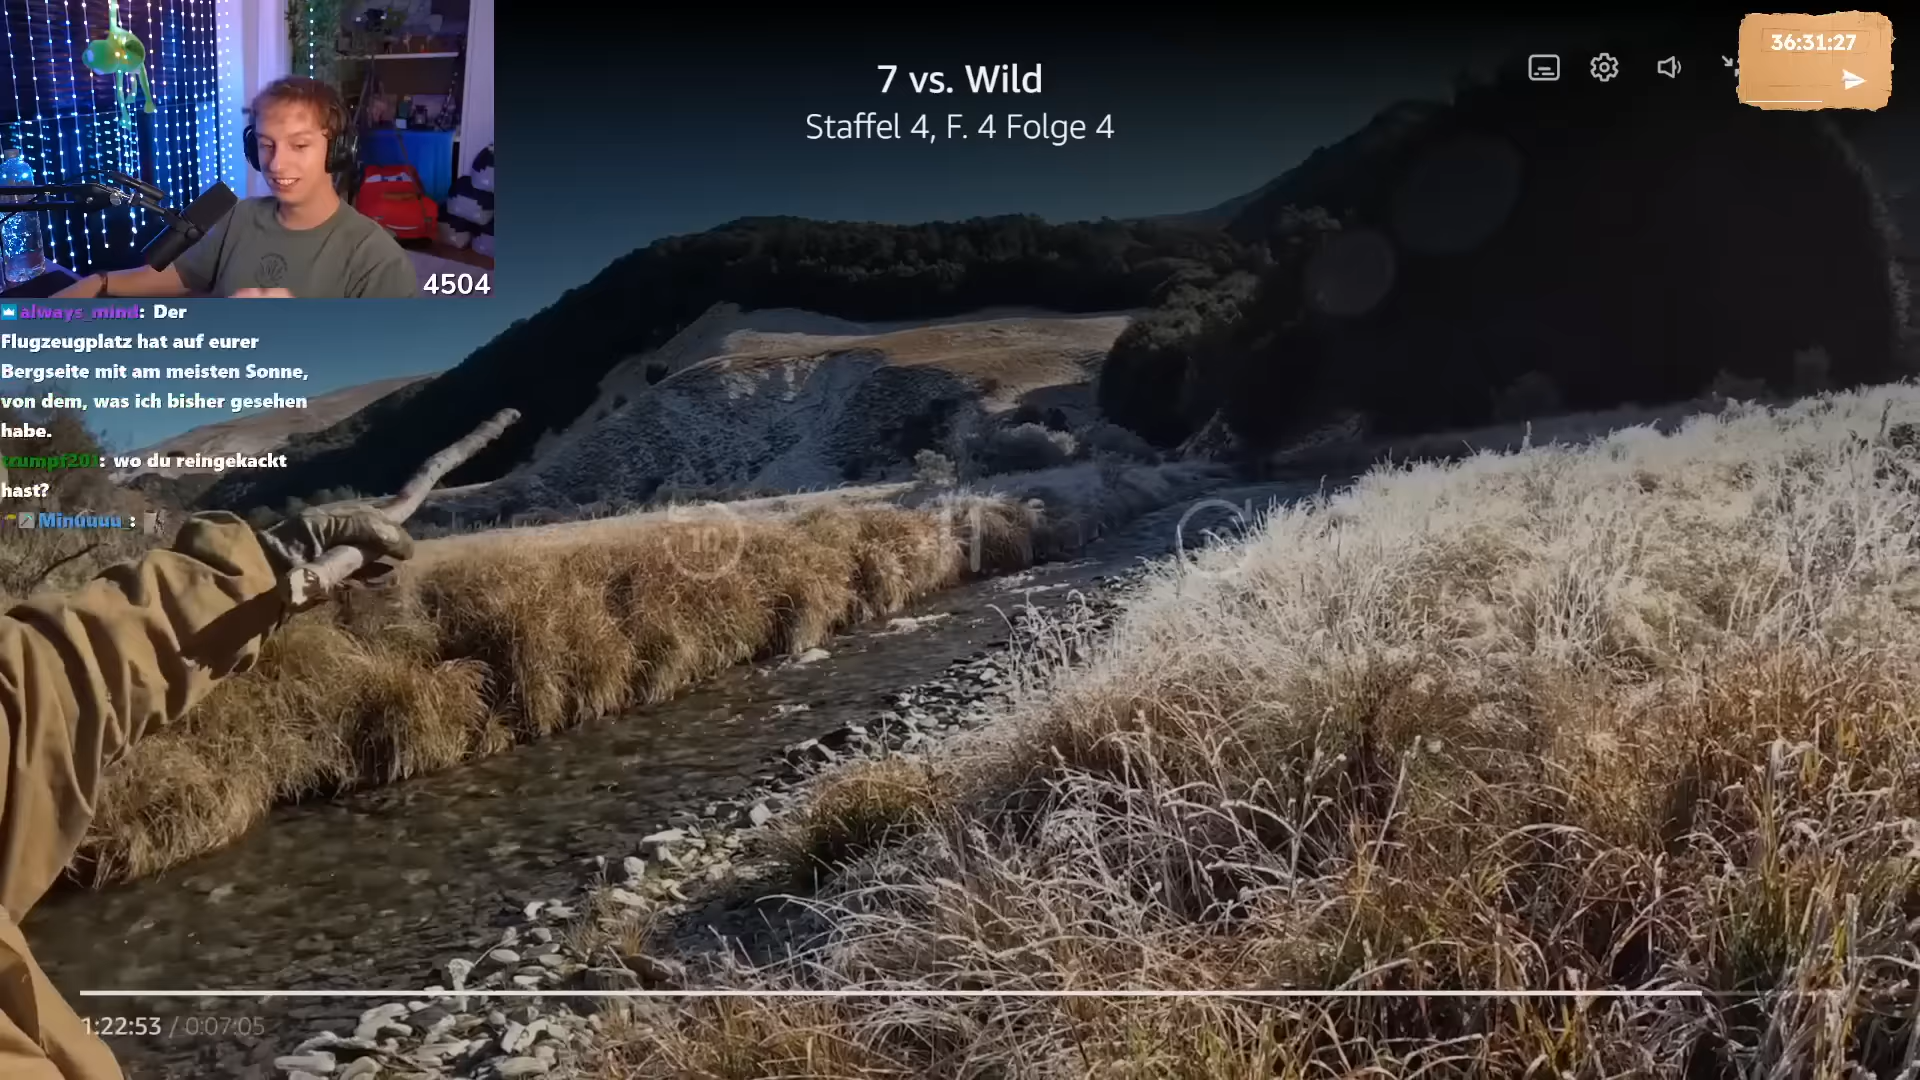 7 vs. Wild
Staffel 4, F. 4 Folge 4
36:31:27
4504
always_mind: Der
Flugzeugplatz hat auf eurer
Bergseite mit am meisten Sonne,
von dem, was ich bisher gesehen
habe.
trumpf201: wo du reingekackt
hast?
Minuuuu :
10
1:22:53 / 0:07:05